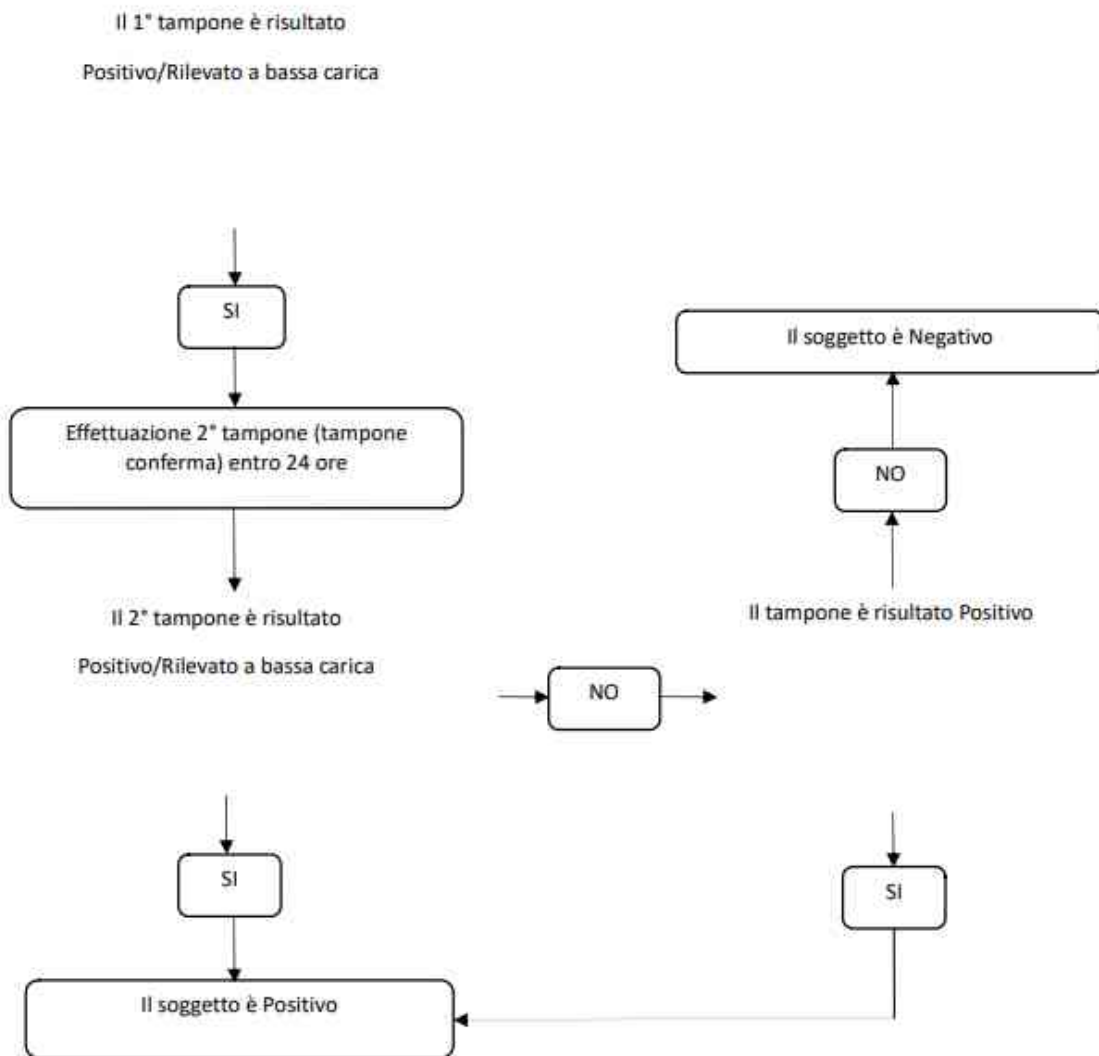 Il 1° tampone è risultato
Positivo/Rilevato a bassa carica
SI
Effettuazione 2° tampone (tampone
conferma) entro 24 ore
Il 2° tampone è risultato
Positivo/Rilevato a bassa carica
NO
SI
Il soggetto è Positivo
Il soggetto è Negativo
NO
Il tampone è risultato Positivo
SI